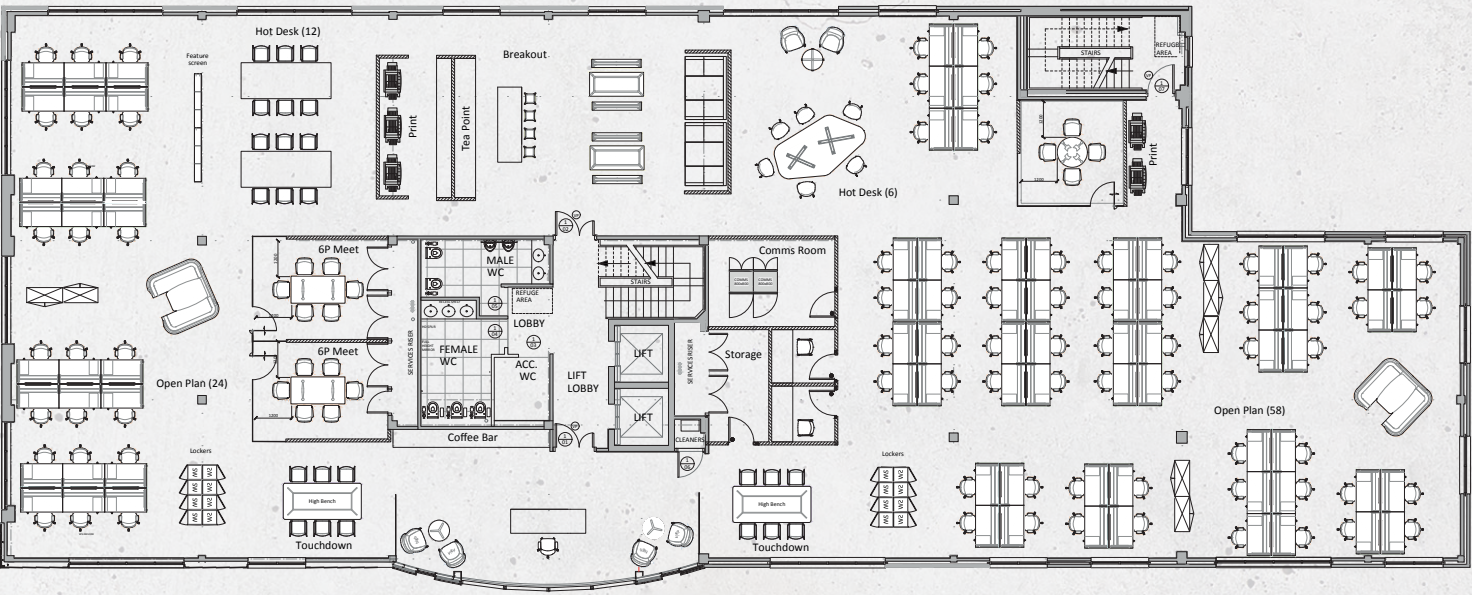 Hot Desk (12)
Feature
screen
Breakout
Print
Tea Point
Hot Desk (6)
STAIRS
REFUGE
AREA
Print
6P Meet
MALE
WC
REFUGE
AREA
STAIRS
Comms Room
LOBBY
SERVICES RISER
FEMALE
WC
6P Meet
ACC.
WC
LIFT
LOBBY
LIFT
LIFT
SERVICES RISER
Storage
Open Plan (24)
Open Plan (58)
Coffee Bar
CLEANERS
Lockers
Lockers
High Bench
High Bench
Touchdown
Touchdown
1200
1200